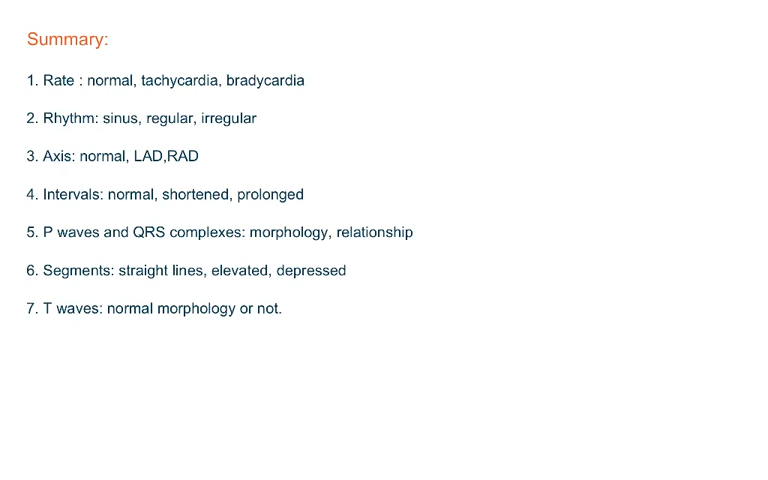 Summary:
1. Rate : normal, tachycardia, bradycardia
2. Rhythm: sinus, regular, irregular
3. Axis: normal, LAD,RAD
4. Intervals: normal, shortened, prolonged
5. P waves and QRS complexes: morphology, relationship
6. Segments: straight lines, elevated, depressed
7. T waves: normal morphology or not.